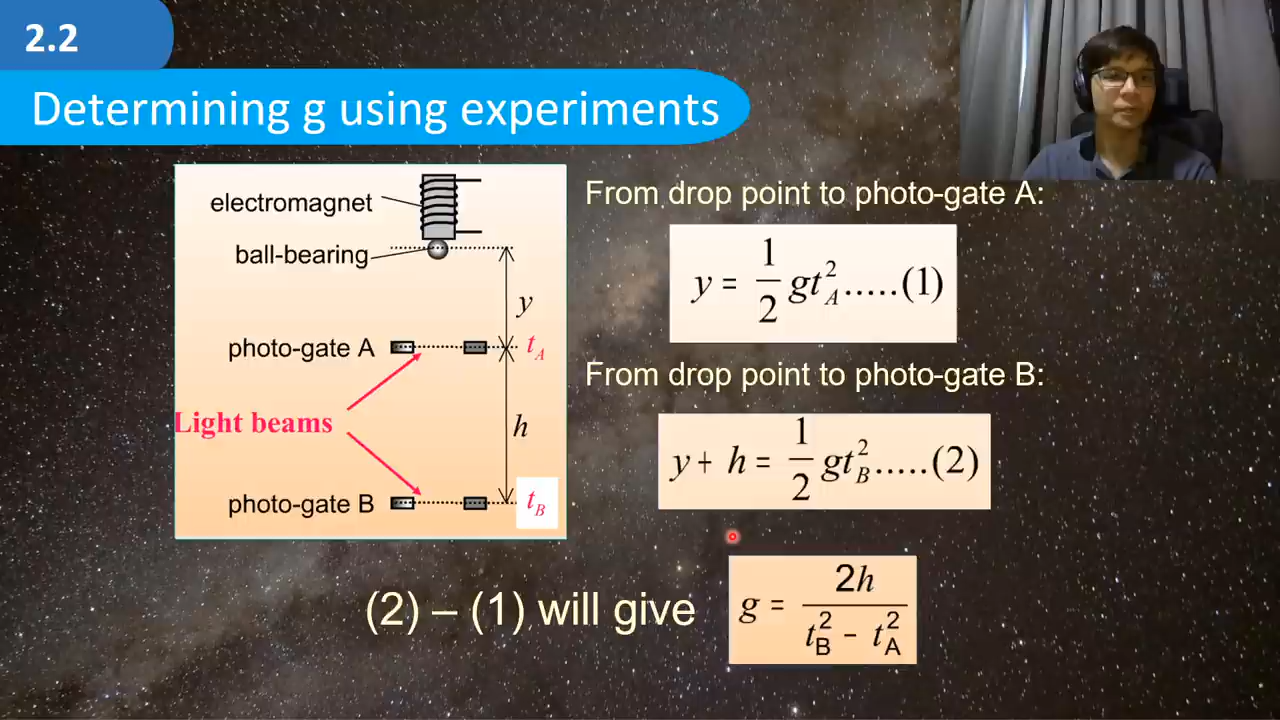 2.2
Determining g using experiments
electromagnet
ball-bearing
y
photo-gate A
t_A
Light beams
h
photo-gate B
t_B
From drop point to photo-gate A:
y = 1/2 gt_A^2.....(1)
From drop point to photo-gate B:
y + h = 1/2 gt_B^2.....(2)
(2) – (1) will give
g = 2h / (t_B^2 - t_A^2)